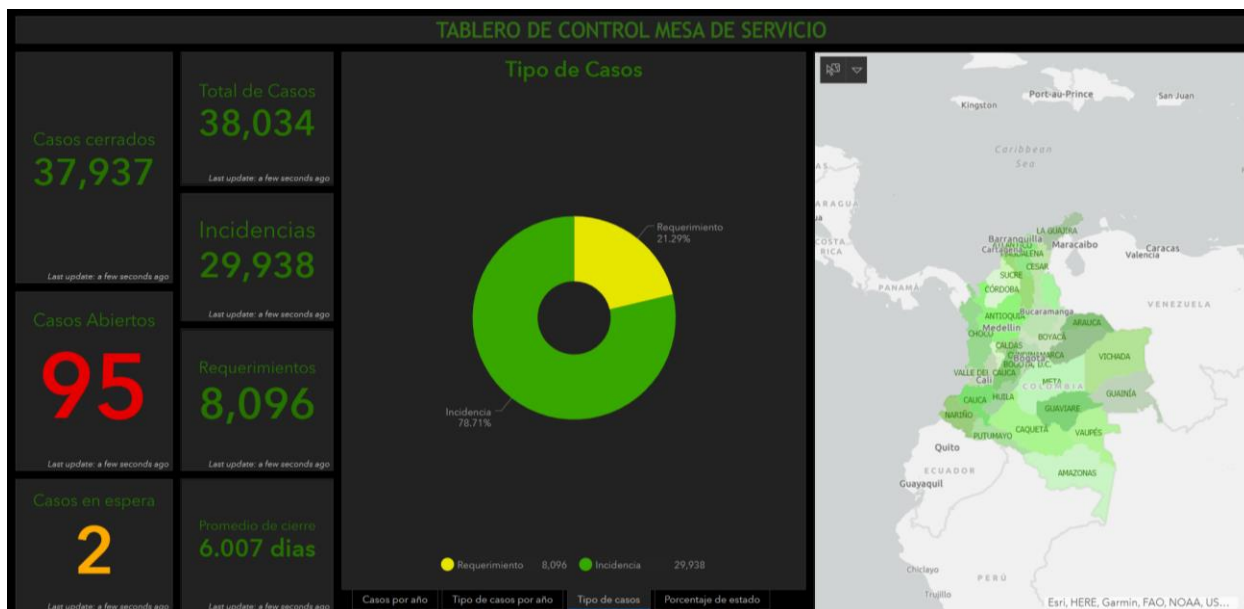 TABLERO DE CONTROL MESA DE SERVICIO
Casos cerrados
37,937
Last update: a few seconds ago
Casos Abiertos
95
Last update: a few seconds ago
Casos en espera
2
Last update: a few seconds ago
Total de Casos
38,034
Last update: a few seconds ago
Incidencias
29,938
Last update: a few seconds ago
Requerimientos
8,096
Last update: a few seconds ago
Promedio de cierre
6.007 dias
Last update: a few seconds ago
Tipo de Casos
Requerimiento
21.29%
Incidencia
78.71%
Requerimiento 8,096 Incidencia 29,938
Casos por año Tipo de casos por año Tipo de casos Porcentaje de estado
Port-au-Prince
San Juan
Kingston
Caribbean
Sea
ARAGUA
LA GUAJIRA
Barranquilla
Maracaibo
Caracas
Valencia
COSTA
RICA
CESAR
SUCRE
PANAMÁ
CÓRDOBA
VENEZUELA
Bucaramanga
ANTIOQUIA
Medellin
ARAUCA
CHOCÓ
BOYACÁ
CALDAS
VICHADA
Bogotá
VALLE DEL CAUCA
Cali
META
COLOMBIA
GUAINÍA
CAUCA
HUILA
GUAVIARE
NARIÑO
CAQUETÁ
VAUPÉS
PUTUMAYO
Quito
ECUADOR
AMAZONAS
Guayaquil
Chiclayo
PERÚ
Trujillo
Esri, HERE, Garmin, FAO, NOAA, US...